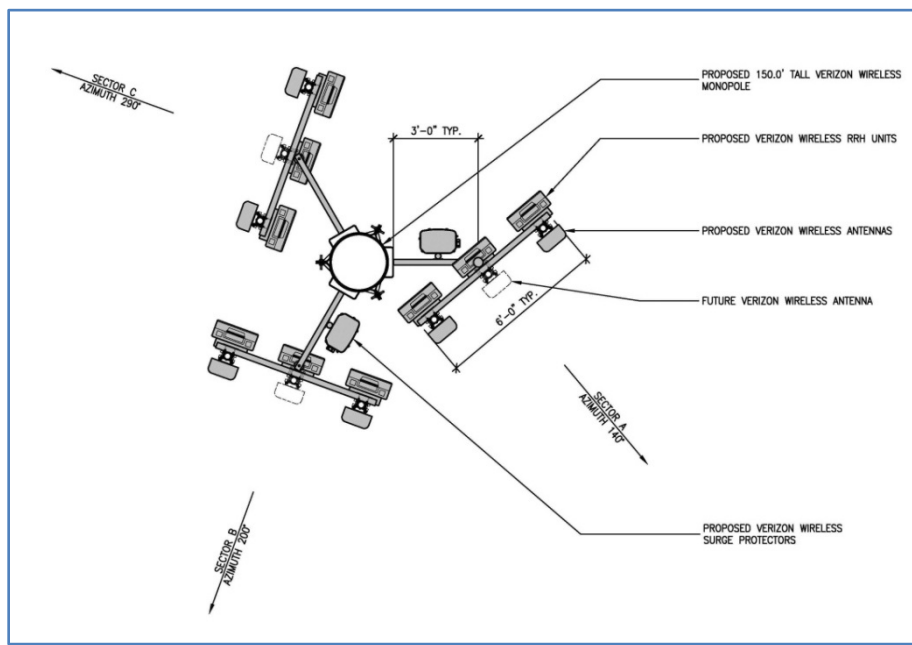 SECTOR C
AZIMUTH 290°
PROPOSED 150.0' TALL VERIZON WIRELESS
MONOPOLE
3'-0" TYP.
PROPOSED VERIZON WIRELESS RRH UNITS
PROPOSED VERIZON WIRELESS ANTENNAS
FUTURE VERIZON WIRELESS ANTENNA
6'-0" TYP.
SECTOR A
AZIMUTH 140°
PROPOSED VERIZON WIRELESS
SURGE PROTECTORS
SECTOR B
AZIMUTH 200°